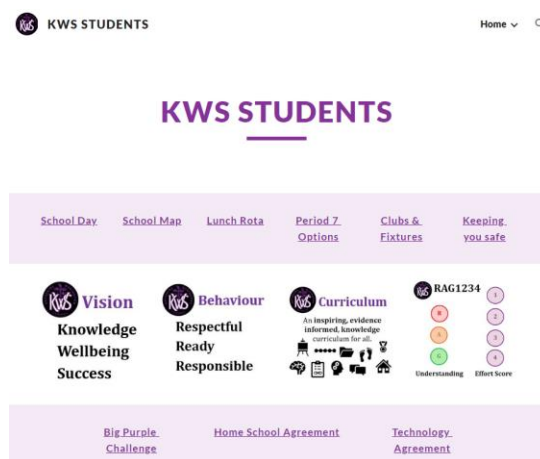 KWS STUDENTS
Home
KWS STUDENTS
School Day
School Map
Lunch Rota
Period 7
Options
Clubs &
Fixtures
Keeping
you safe
KWS Vision
Knowledge
Wellbeing
Success
KWS Behaviour
Respectful
Ready
Responsible
KWS Curriculum
An inspiring, evidence
informed, knowledge
curriculum for all.
KWS RAG1234
R
A
G
Understanding
1
2
3
4
Effort Score
Big Purple
Challenge
Home School Agreement
Technology
Agreement